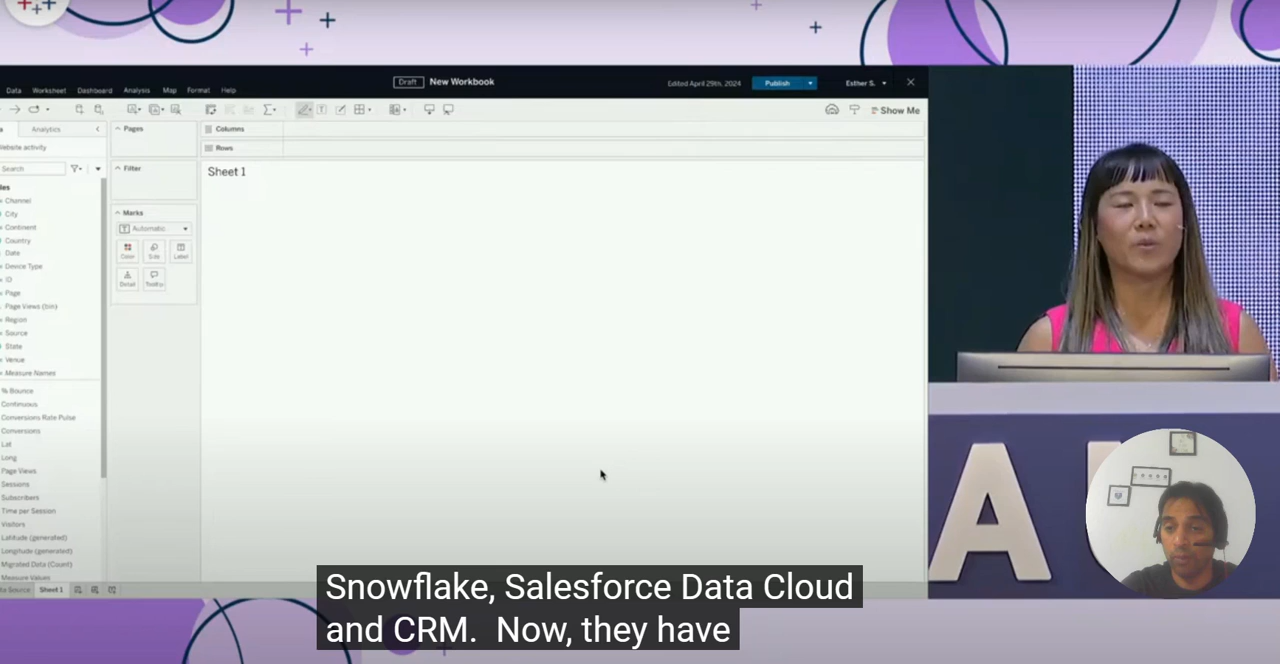 Draft New Workbook
Edited April 29th, 2024
Publish
Esther S.
Data Worksheet Dashboard Analysis Map Format Help
Show Me
Analytics
Pages
Columns
Rows
Website activity
Search
Filter
Sheet 1
Channel
City
Continent
Country
Date
Device Type
ID
Page
Page Views (bin)
Region
Source
State
Venue
Measure Names
Marks
Automatic
Color Size Label
Detail Tooltip
% Bounce
Continuous
Conversions Rate Pulse
Conversions
Lat
Long
Page Views
Sessions
Subscribers
Time per Session
Visitors
Latitude (generated)
Longitude (generated)
Migrated Data (Count)
Measure Values
Sheet 1
A
Snowflake, Salesforce Data Cloud
and CRM. Now, they have